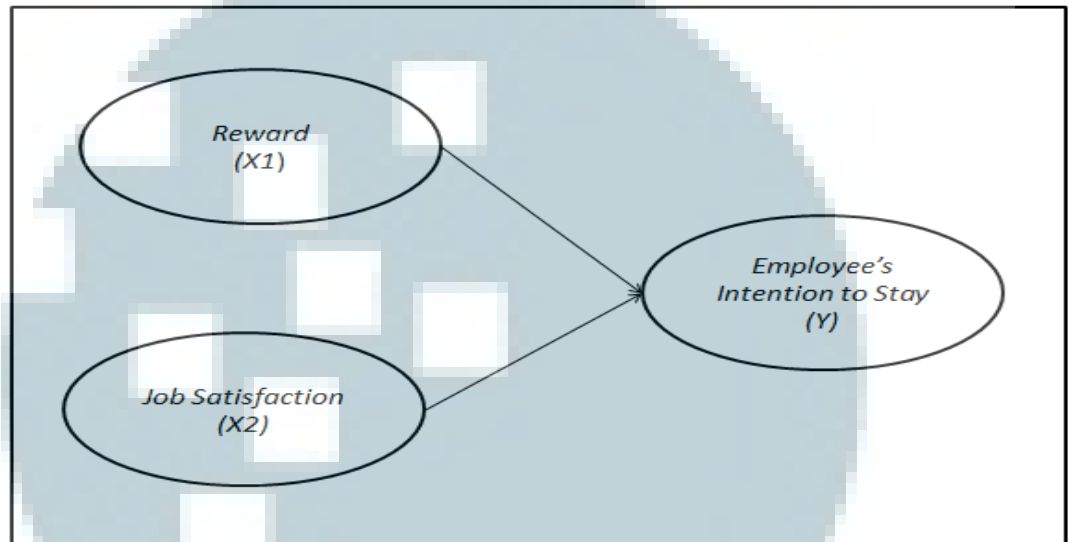 Reward
(X1)
Employee's
Intention to Stay
(Y)
Job Satisfaction
(X2)